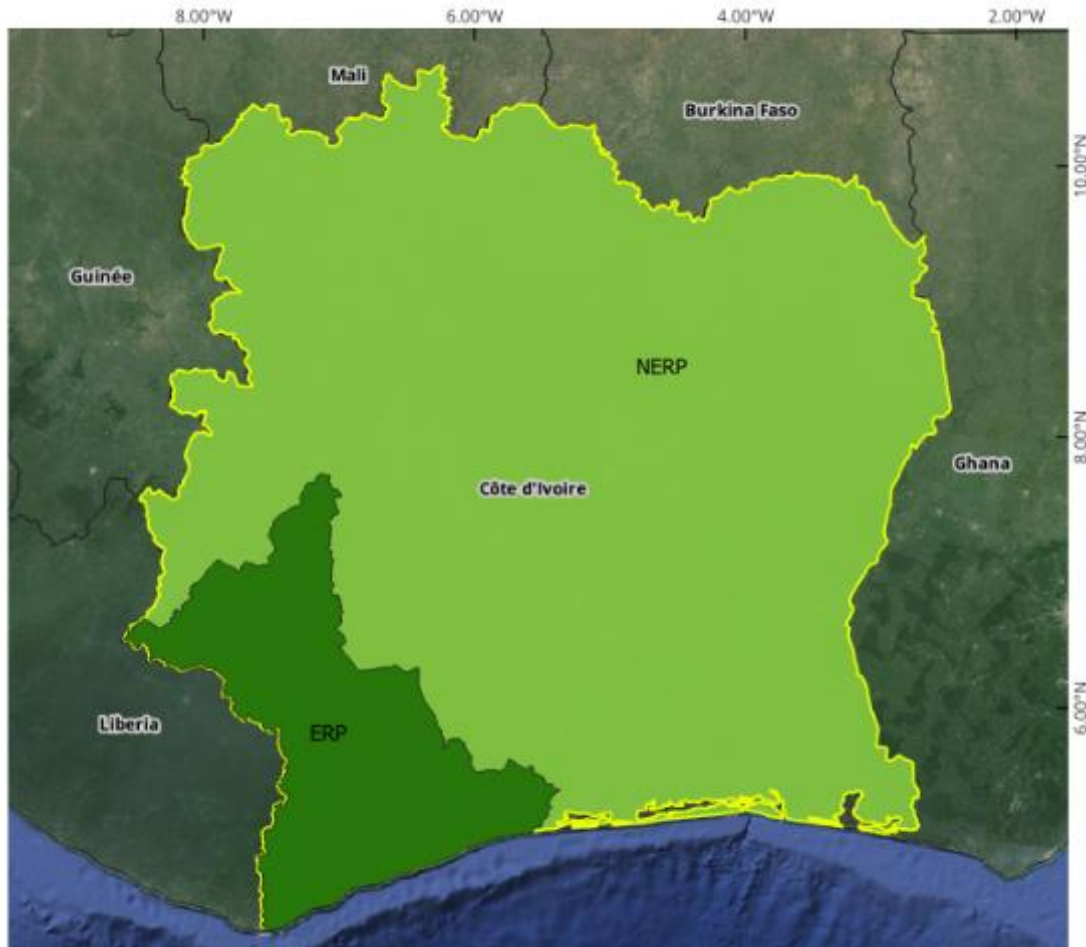 8.00°W
6.00°W
4.00°W
2.00°W
Mali
Burkina Faso
10.00°N
Guinée
NERP
8.00°N
Ghana
Côte d'Ivoire
6.00°N
Liberia
ERP